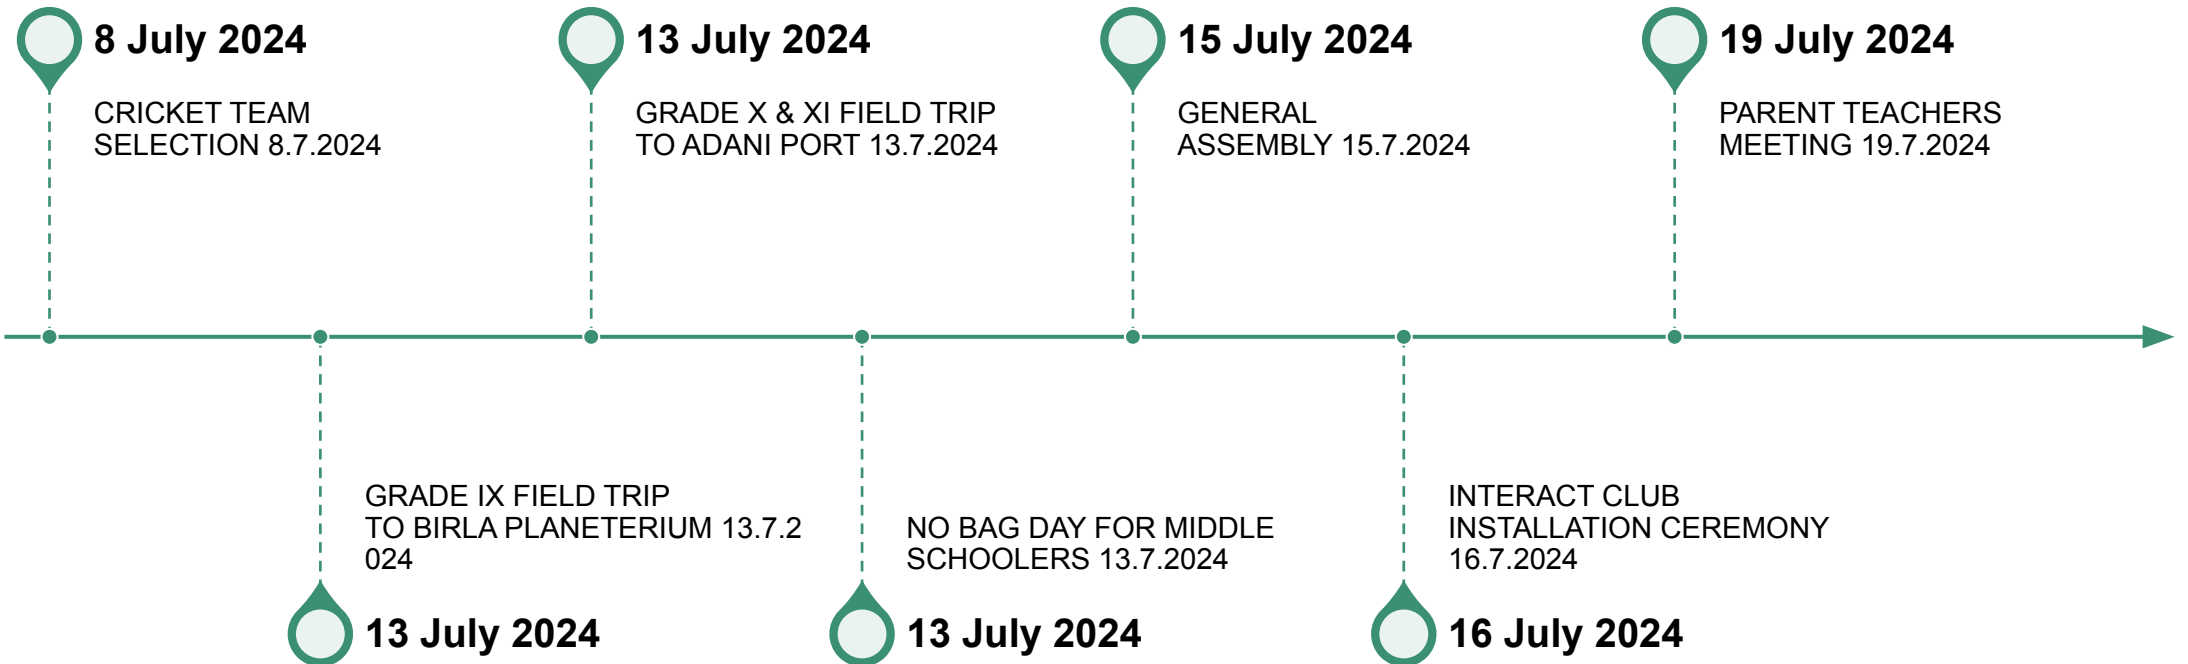 8 July 2024
CRICKET TEAM
SELECTION 8.7.2024
13 July 2024
GRADE X & XI FIELD TRIP
TO ADANI PORT 13.7.2024
15 July 2024
GENERAL
ASSEMBLY 15.7.2024
19 July 2024
PARENT TEACHERS
MEETING 19.7.2024
GRADE IX FIELD TRIP
TO BIRLA PLANETERIUM 13.7.2
024
13 July 2024
NO BAG DAY FOR MIDDLE
SCHOOLERS 13.7.2024
13 July 2024
INTERACT CLUB
INSTALLATION CEREMONY
16.7.2024
16 July 2024